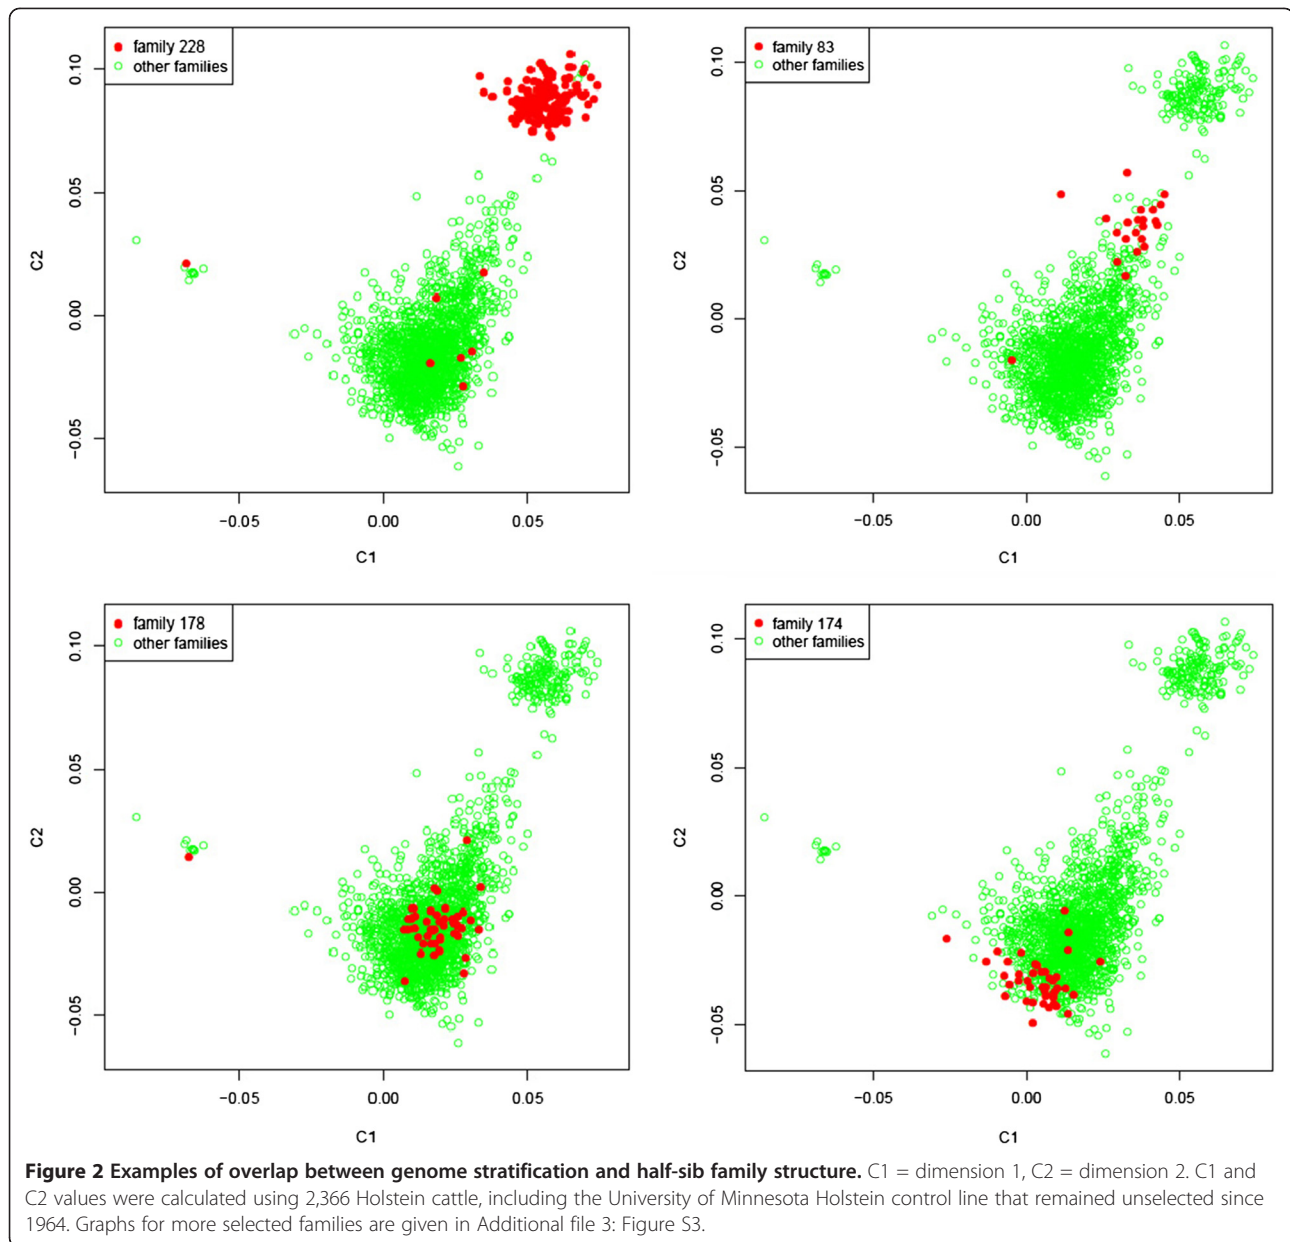 family 228
other families
0.10
0.05
0.00
−0.05
C2
−0.05 0.00 0.05
C1
family 83
other families
0.10
0.05
0.00
−0.05
C2
−0.05 0.00 0.05
C1
family 178
other families
0.10
0.05
0.00
−0.05
C2
−0.05 0.00 0.05
C1
family 174
other families
0.10
0.05
0.00
−0.05
C2
−0.05 0.00 0.05
C1
Figure 2 Examples of overlap between genome stratification and half-sib family structure. C1 = dimension 1, C2 = dimension 2. C1 and
C2 values were calculated using 2,366 Holstein cattle, including the University of Minnesota Holstein control line that remained unselected since
1964. Graphs for more selected families are given in Additional file 3: Figure S3.